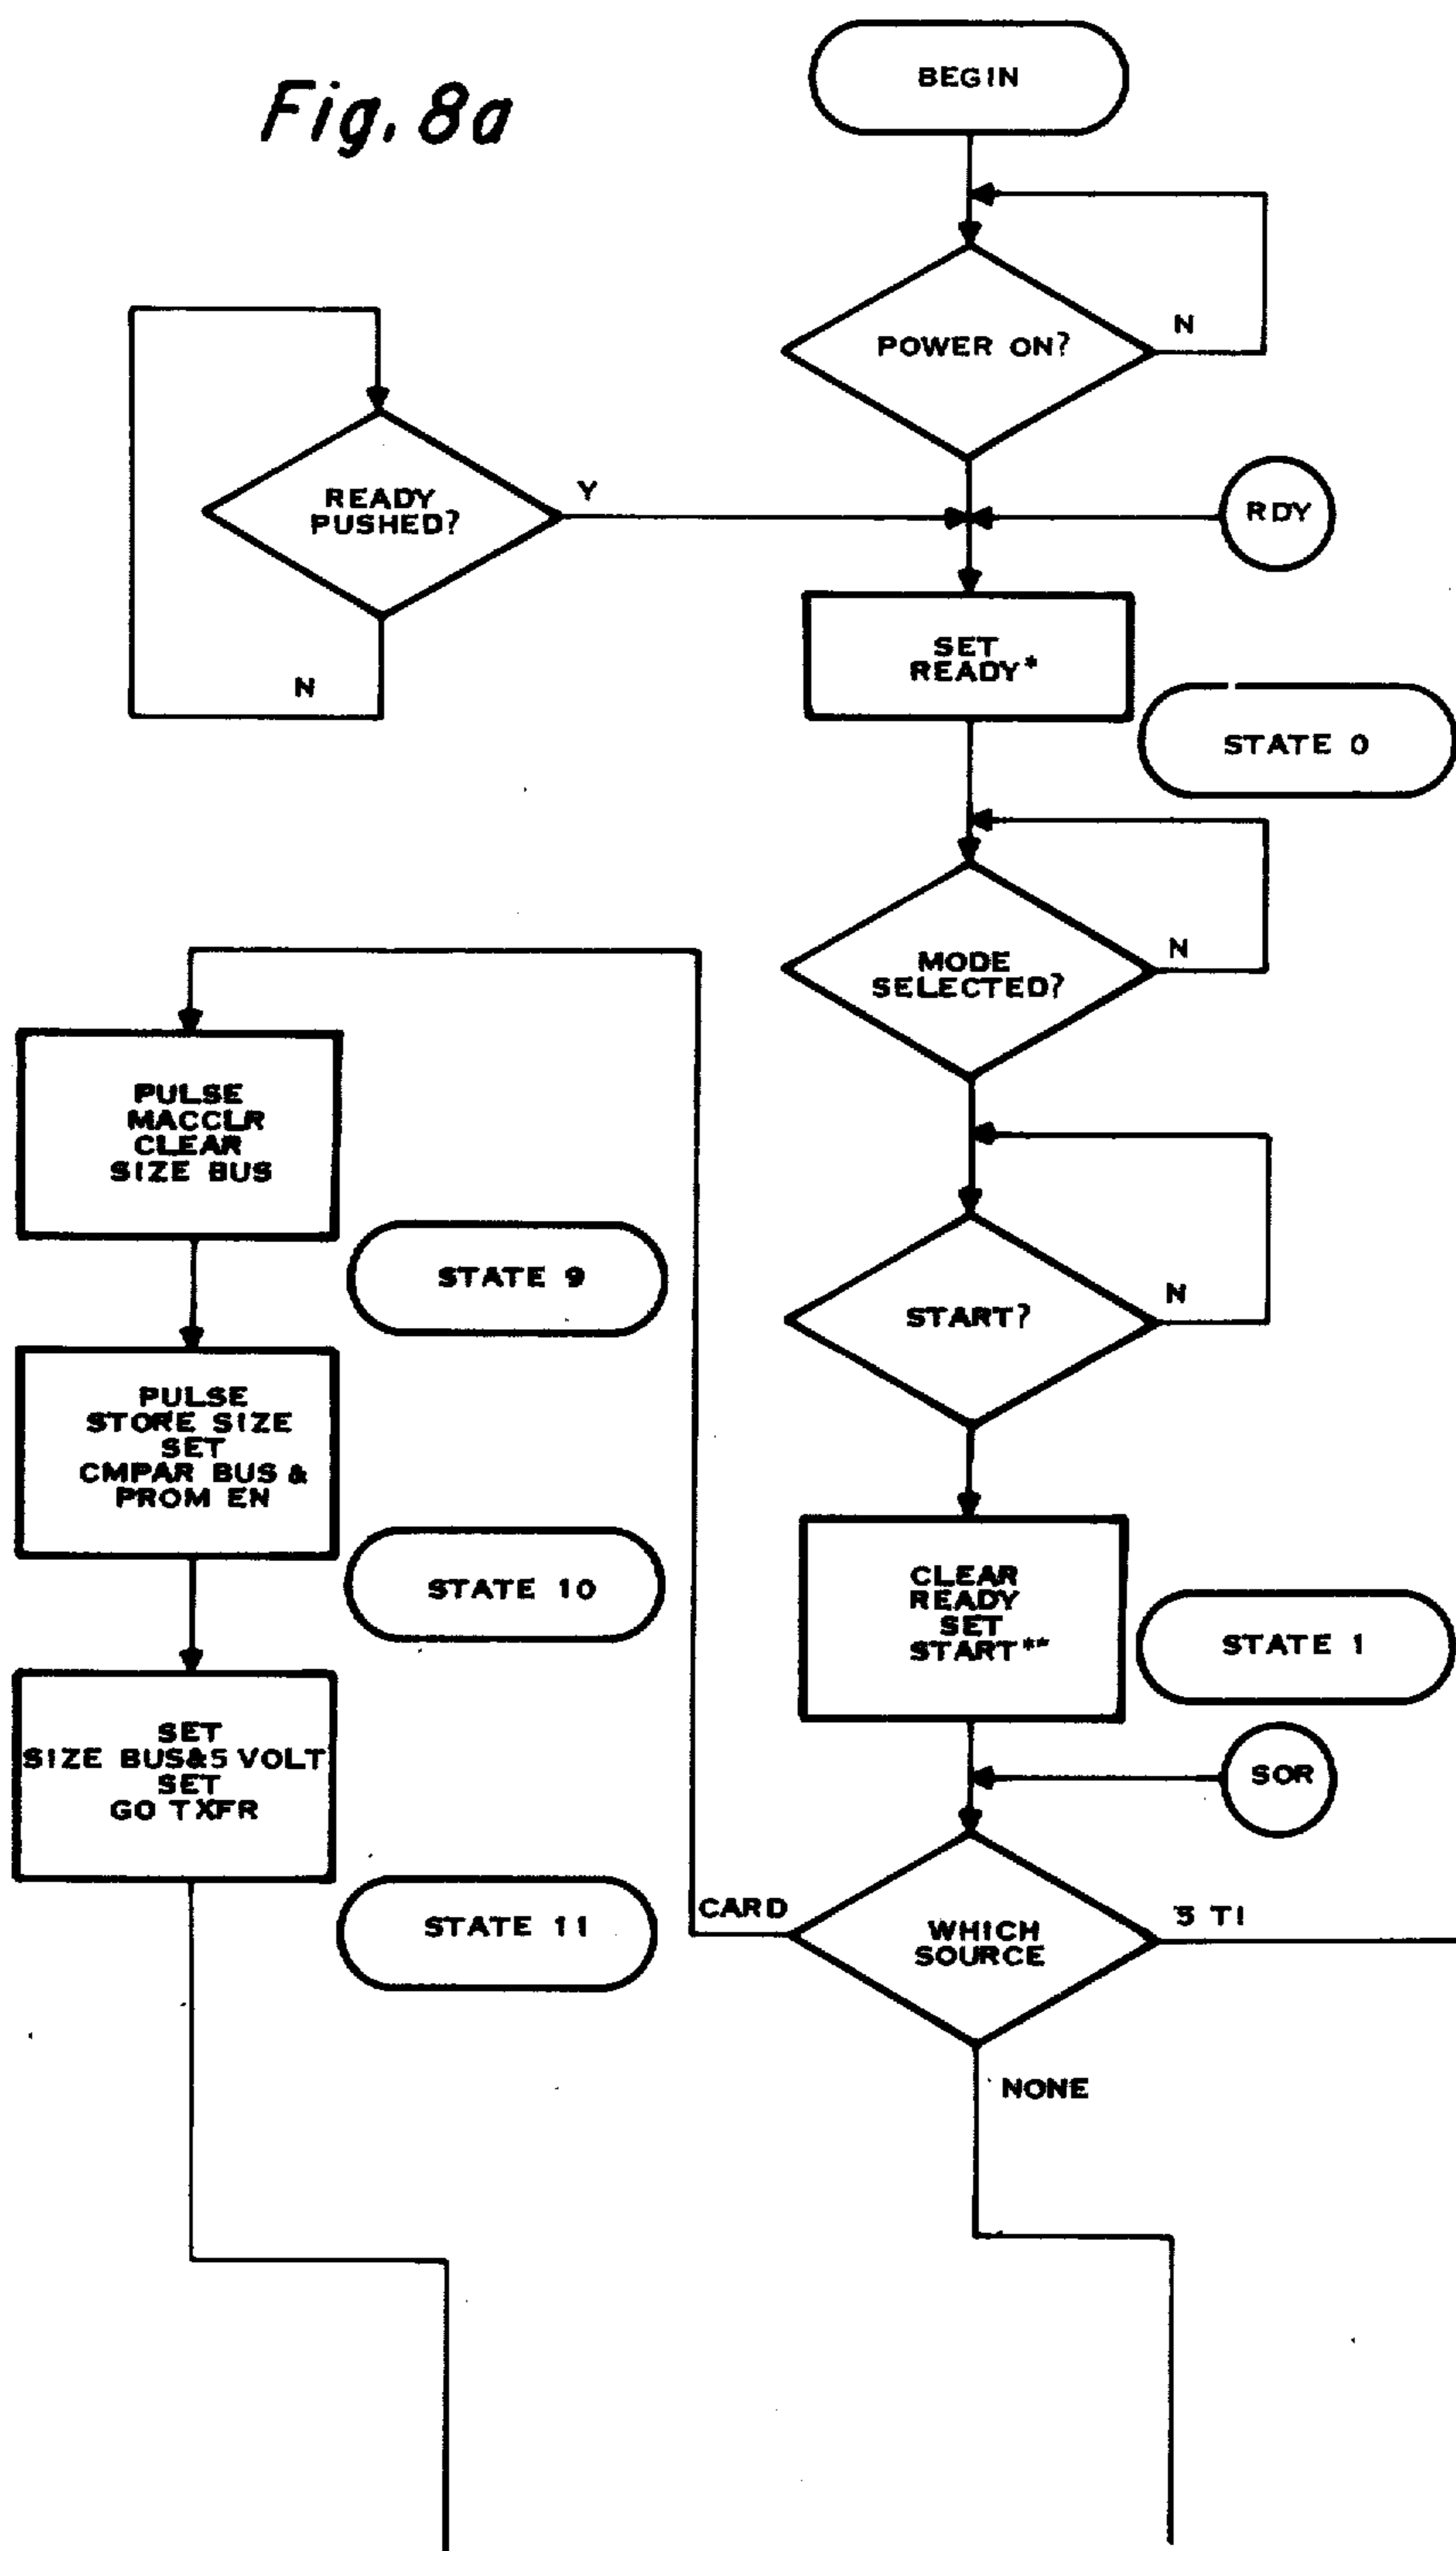 Fig. 8a
BEGIN
POWER ON?
N
READY
PUSHED?
Y
N
RDY
SET
READY*
STATE 0
MODE
SELECTED?
N
PULSE
MACCLR
CLEAR
SIZE BUS
STATE 9
START?
N
PULSE
STORE SIZE
SET
CMPAR BUS &
PROM EN
STATE 10
CLEAR
READY
SET
START**
STATE 1
SET
SIZE BUS&5 VOLT
SET
GO TXFR
STATE 11
SOR
CARD
WHICH
SOURCE
3 TI
NONE